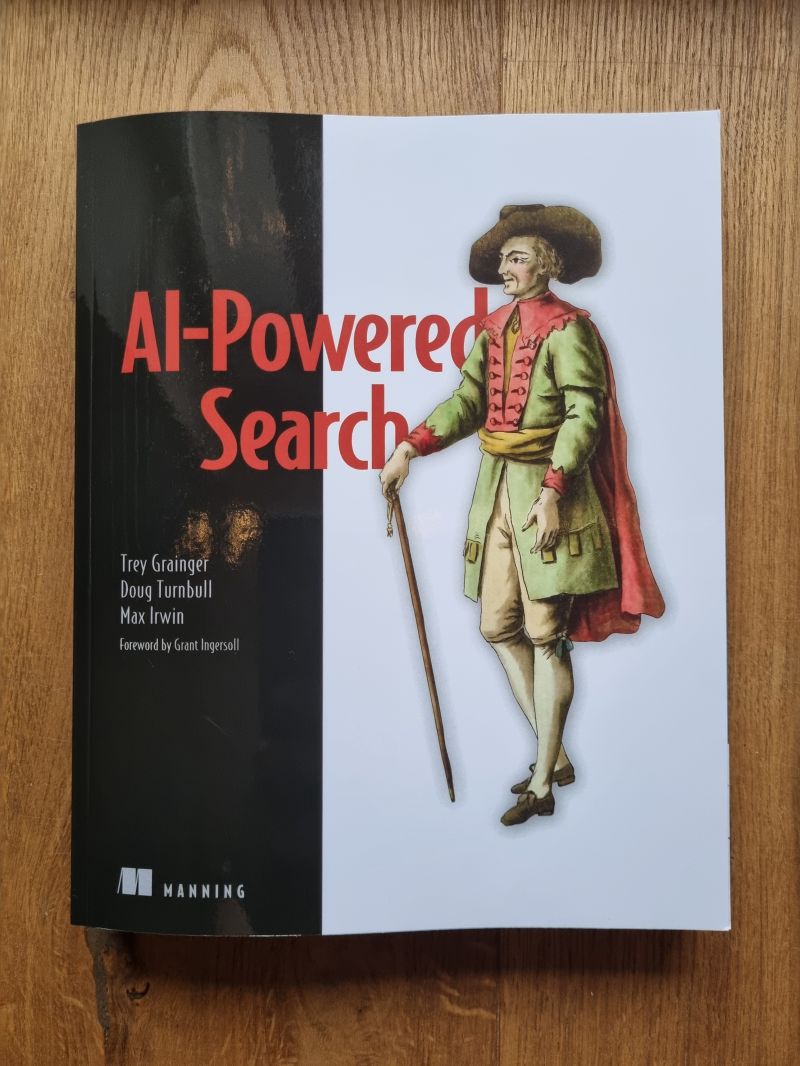 AI-Powered
Search
Trey Grainger
Doug Turnbull
Max Irwin
Foreword by Grant Ingersoll
MANNING